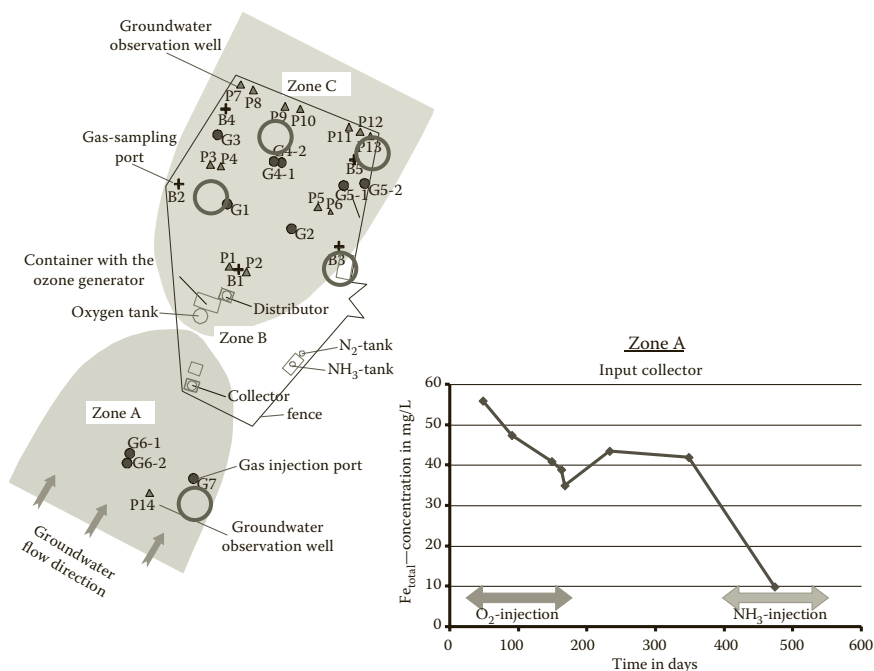 Groundwater
observation well
Zone C
P7
P8
B4
P9
P10
P12
P11
P13
Gas-sampling
port
G3
G4-2
P3
P4
G4-1
B5
B2
G5-1
G5-2
G1
P5
P6
G2
Container with the
ozone generator
P1
P2
B1
B3
Oxygen tank
Distributor
Zone B
N2-tank
NH3-tank
Collector
Zone A
fence
G6-1
G6-2
Gas injection port
G7
P14
Groundwater
observation well
Groundwater
flow direction
Zone A
Input collector
Fetotal—concentration in mg/L
60
50
40
30
20
10
0
O2-injection
NH3-injection
0 100 200 300 400 500 600
Time in days